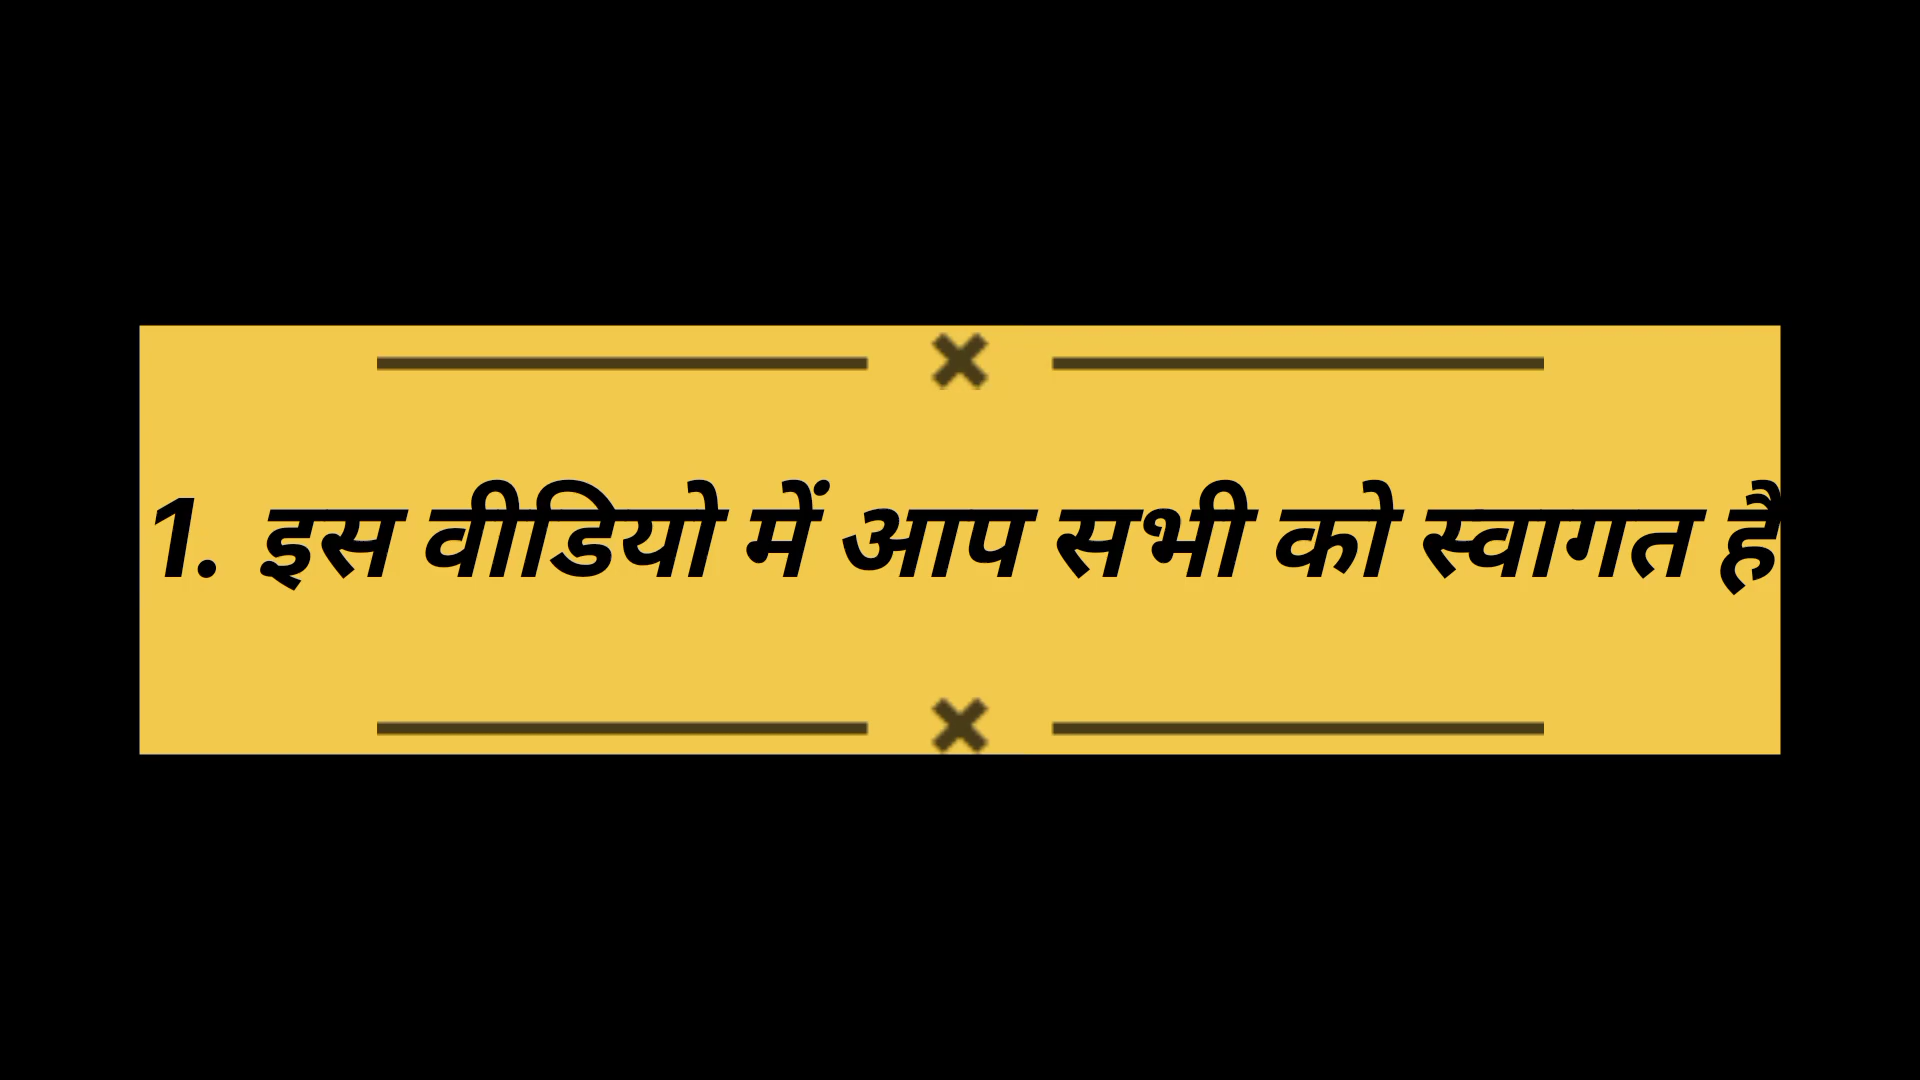 1. इस वीडियो में आप सभी को स्वागत है